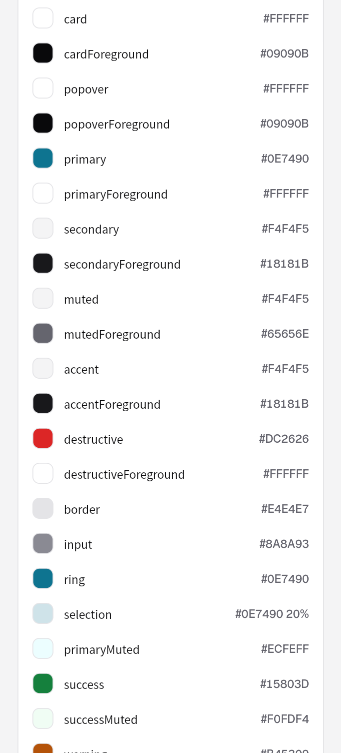 card #FFFFFF
cardForeground #09090B
popover #FFFFFF
popoverForeground #09090B
primary #0E7490
primaryForeground #FFFFFF
secondary #F4F4F5
secondaryForeground #18181B
muted #F4F4F5
mutedForeground #65656E
accent #F4F4F5
accentForeground #18181B
destructive #DC2626
destructiveForeground #FFFFFF
border #E4E4E7
input #8A8A93
ring #0E7490
selection #0E7490 20%
primaryMuted #ECFEFF
success #15803D
successMuted #F0FDF4